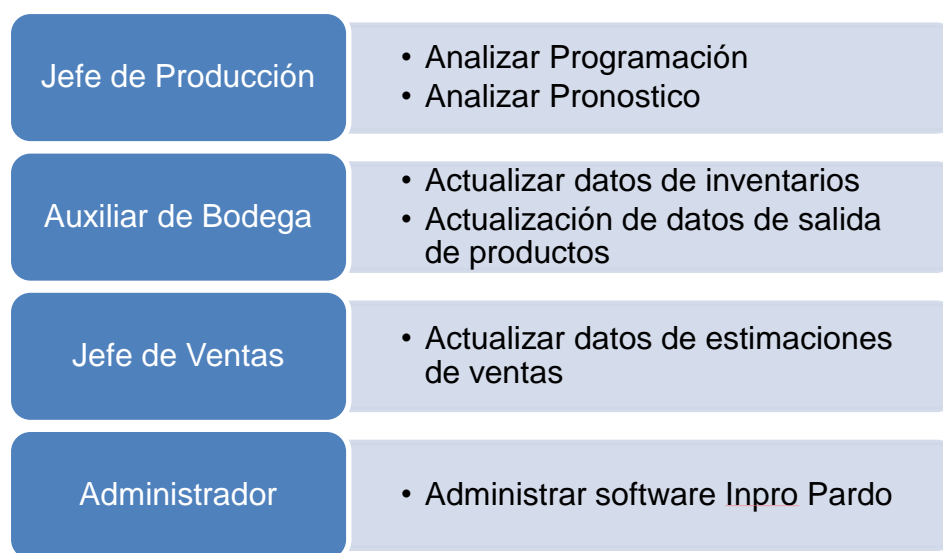 Jefe de Producción
• Analizar Programación
• Analizar Pronostico
Auxiliar de Bodega
• Actualizar datos de inventarios
• Actualización de datos de salida
de productos
Jefe de Ventas
• Actualizar datos de estimaciones
de ventas
Administrador
• Administrar software Inpro Pardo